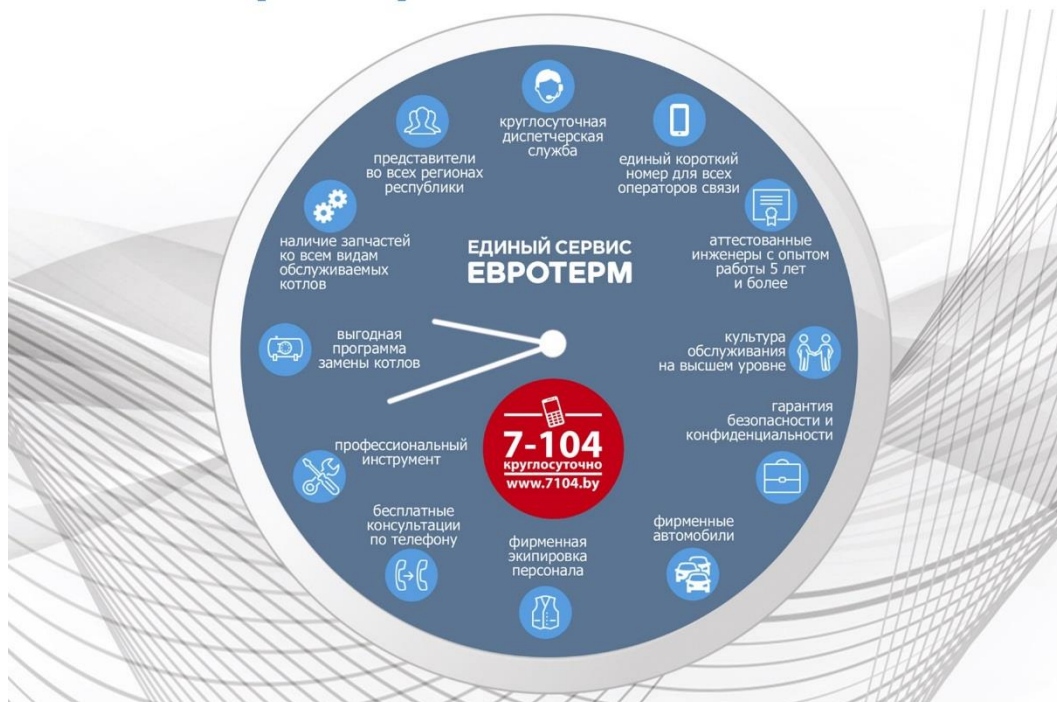 круглосуточная
диспетчерская
служба
единый короткий
номер для всех
операторов связи
аттестованные
инженеры с опытом
работы 5 лет
и более
культура
обслуживания
на высшем уровне
гарантия
безопасности и
конфиденциальности
фирменные
автомобили
фирменная
экипировка
персонала
бесплатные
консультации
по телефону
профессиональный
инструмент
выгодная
программа
замены котлов
наличие запчастей
ко всем видам
обслуживаемых
котлов
представители
во всех регионах
республики
ЕДИНЫЙ СЕРВИС
ЕВРОТЕРМ
7-104
круглосуточно
www.7104.by